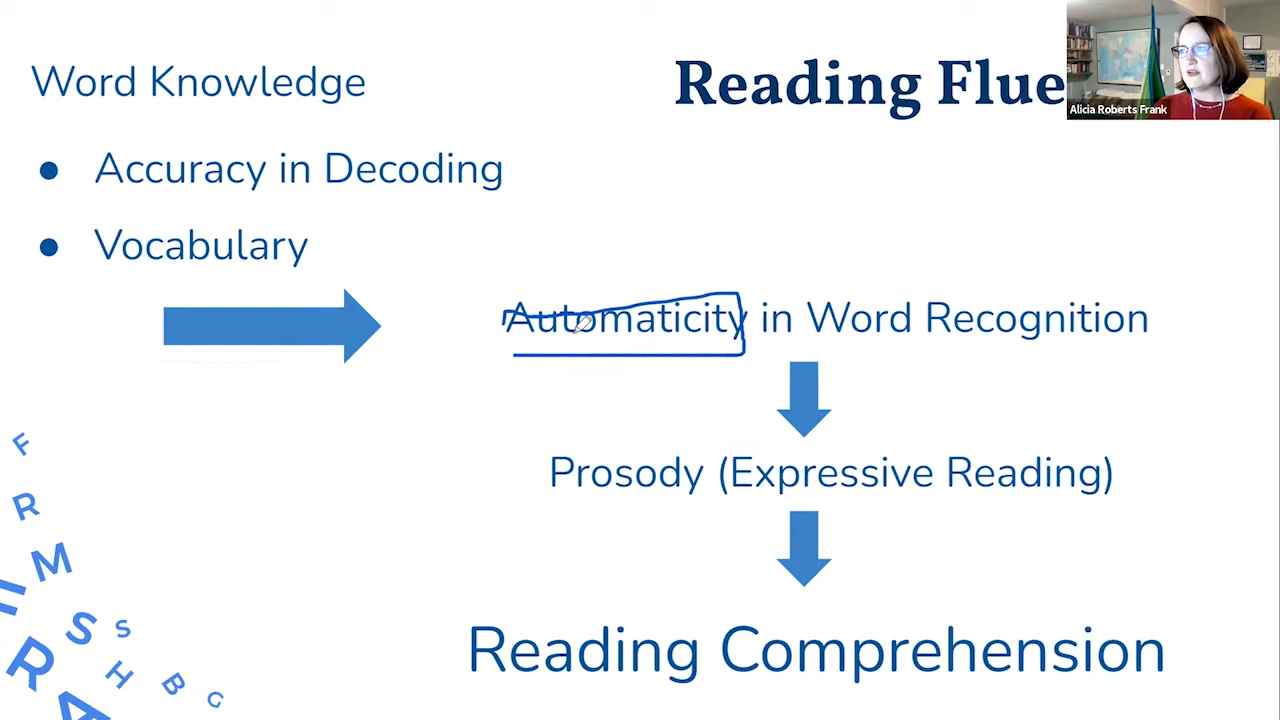 Word Knowledge
Reading Flue
Alicia Roberts Frank
● Accuracy in Decoding
● Vocabulary
Automaticity in Word Recognition
Prosody (Expressive Reading)
Reading Comprehension
F
R
M
S
S
R
H
B
G
A